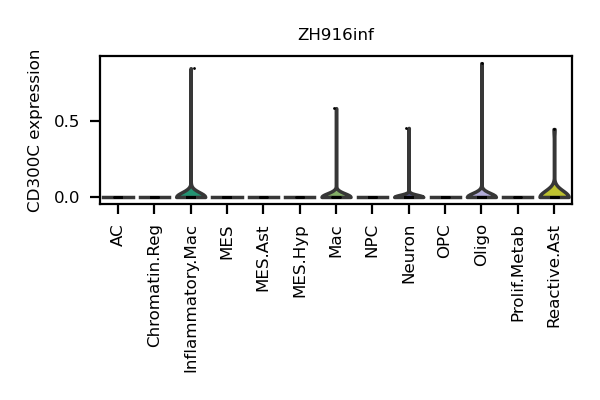 ZH916inf
CD300C expression
0.5
0.0
AC
Chromatin.Reg
Inflammatory.Mac
MES
MES.Ast
MES.Hyp
Mac
NPC
Neuron
OPC
Oligo
Prolif.Metab
Reactive.Ast